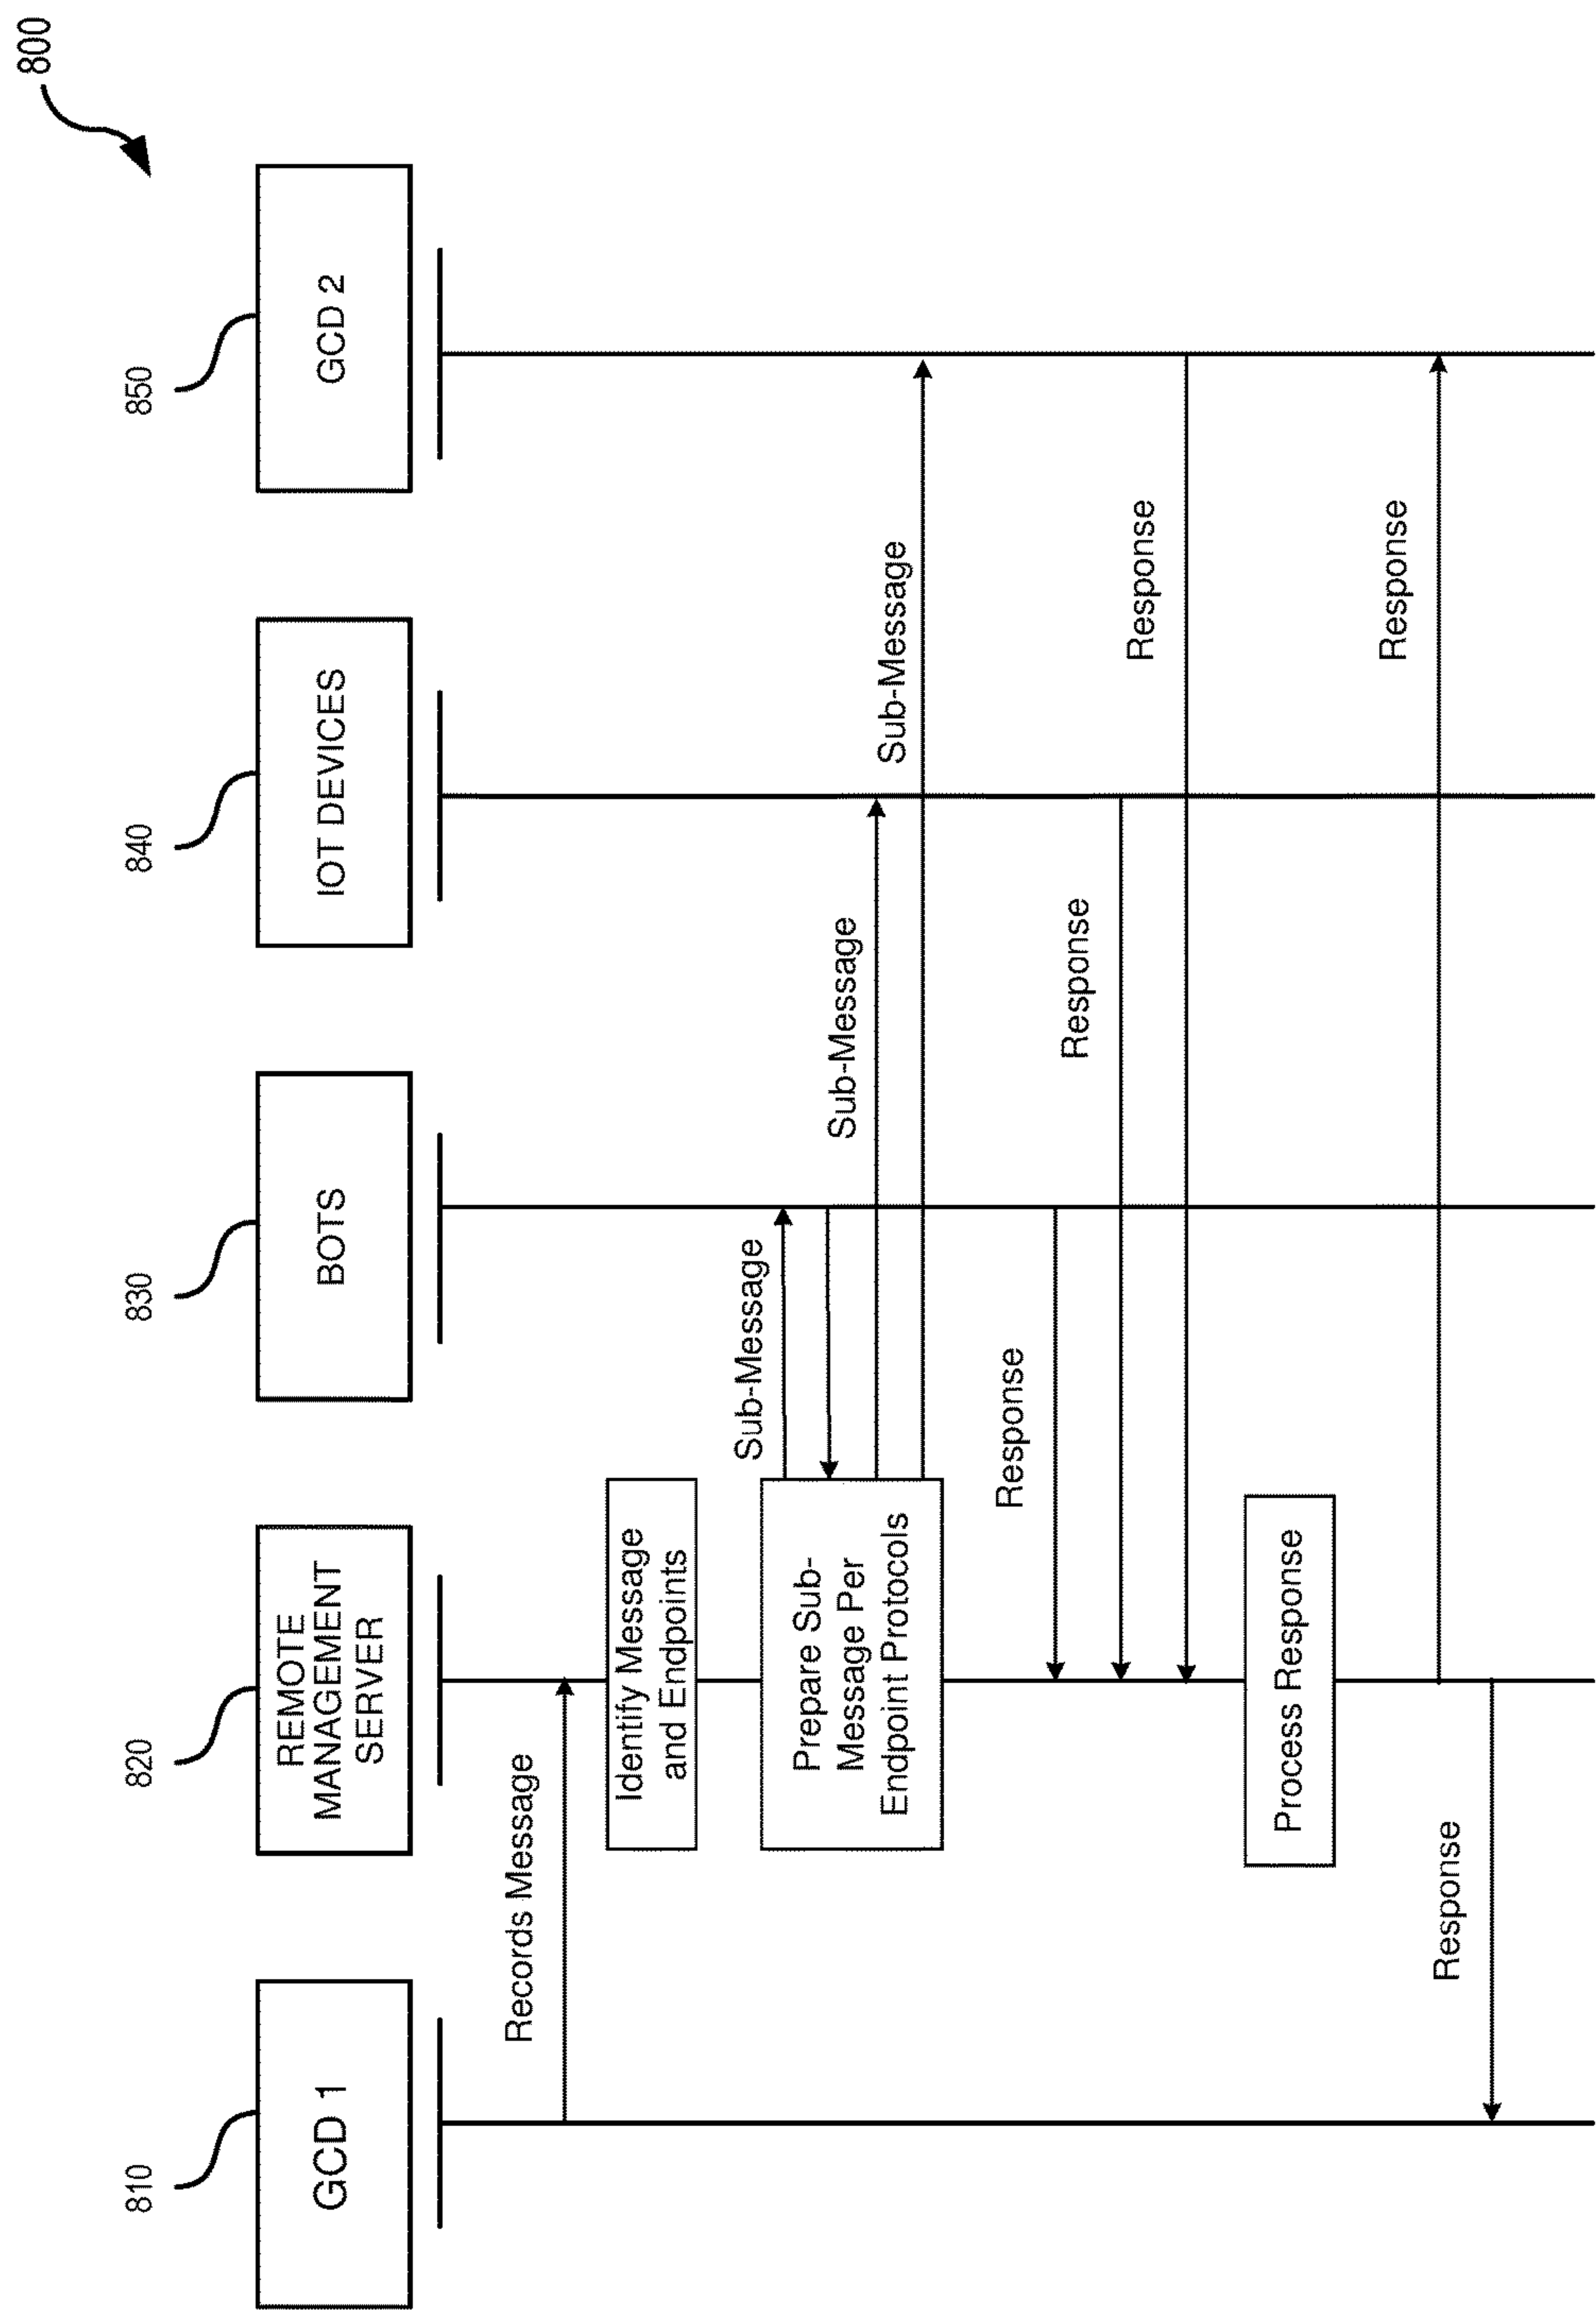 800
810
820
830
840
850
GCD 1
REMOTE
MANAGEMENT
SERVER
BOTS
IOT DEVICES
GCD 2
Records Message
Identify Message
and Endpoints
Sub-Message
Prepare Sub-
Message Per
Endpoint Protocols
Sub-Message
Sub-Message
Response
Response
Response
Process Response
Response
Response